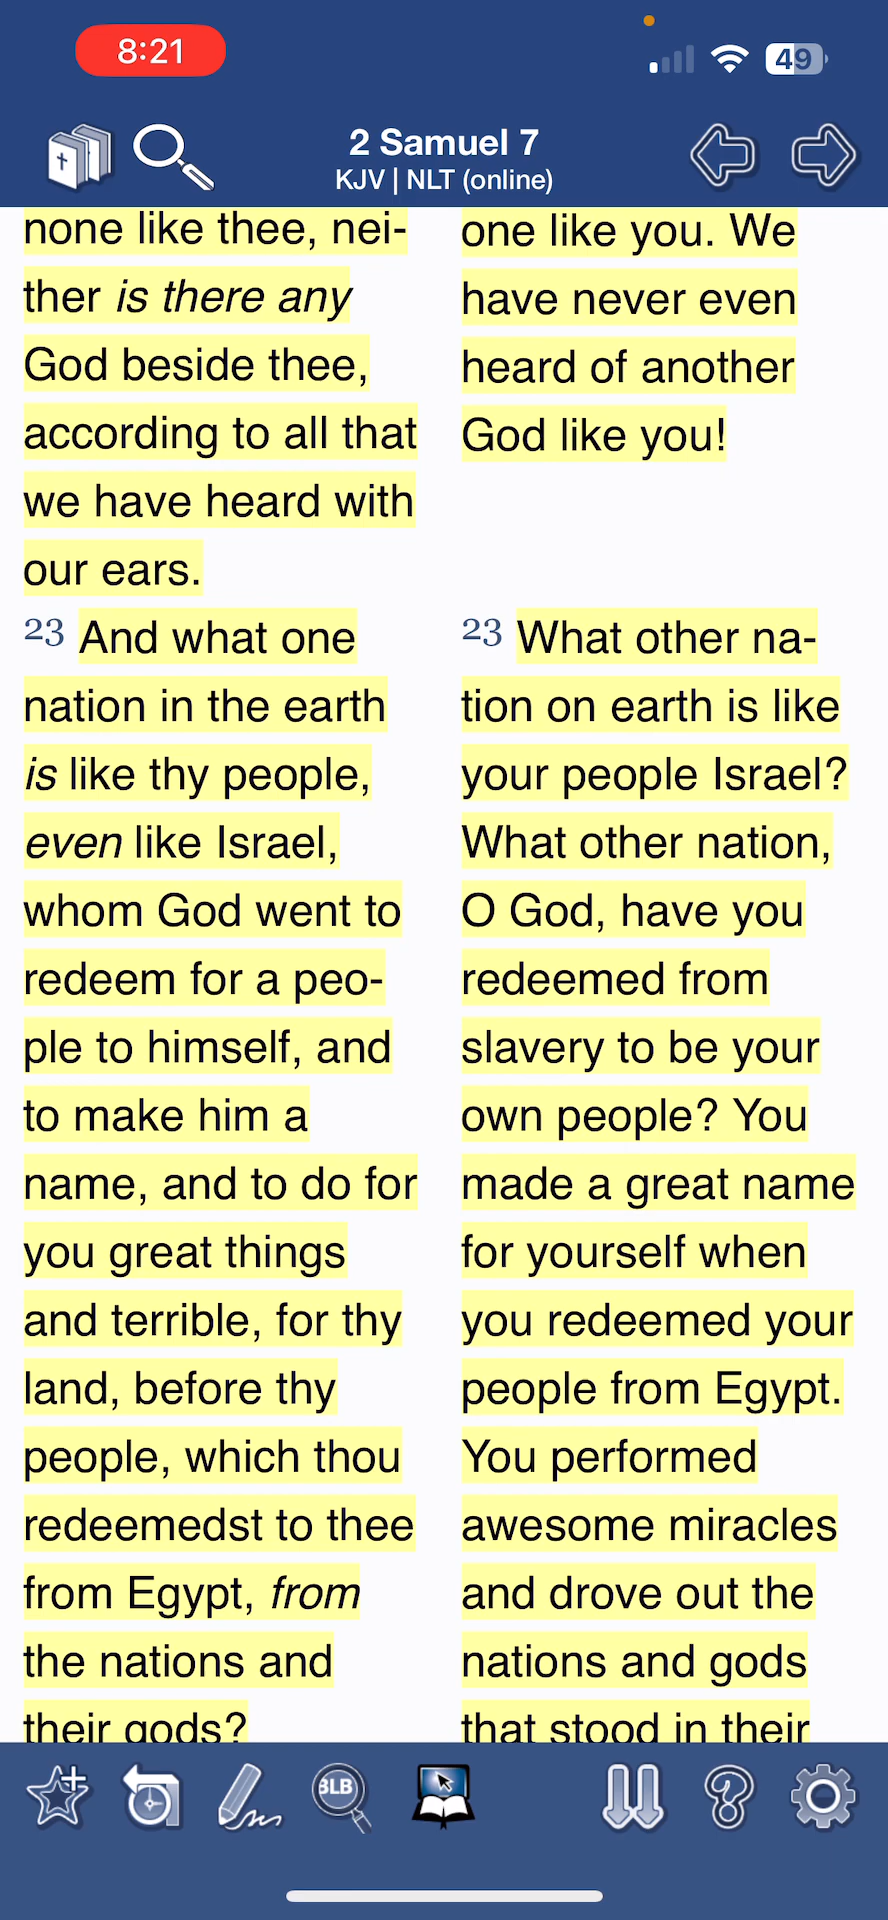 8:21
49
2 Samuel 7
KJV | NLT (online)
none like thee, nei-
ther is there any
God beside thee,
according to all that
we have heard with
our ears.
23 And what one
nation in the earth
is like thy people,
even like Israel,
whom God went to
redeem for a peo-
ple to himself, and
to make him a
name, and to do for
you great things
and terrible, for thy
land, before thy
people, which thou
redeemedst to thee
from Egypt, from
the nations and
their gods?
one like you. We
have never even
heard of another
God like you!
23 What other na-
tion on earth is like
your people Israel?
What other nation,
O God, have you
redeemed from
slavery to be your
own people? You
made a great name
for yourself when
you redeemed your
people from Egypt.
You performed
awesome miracles
and drove out the
nations and gods
that stood in their
BLB